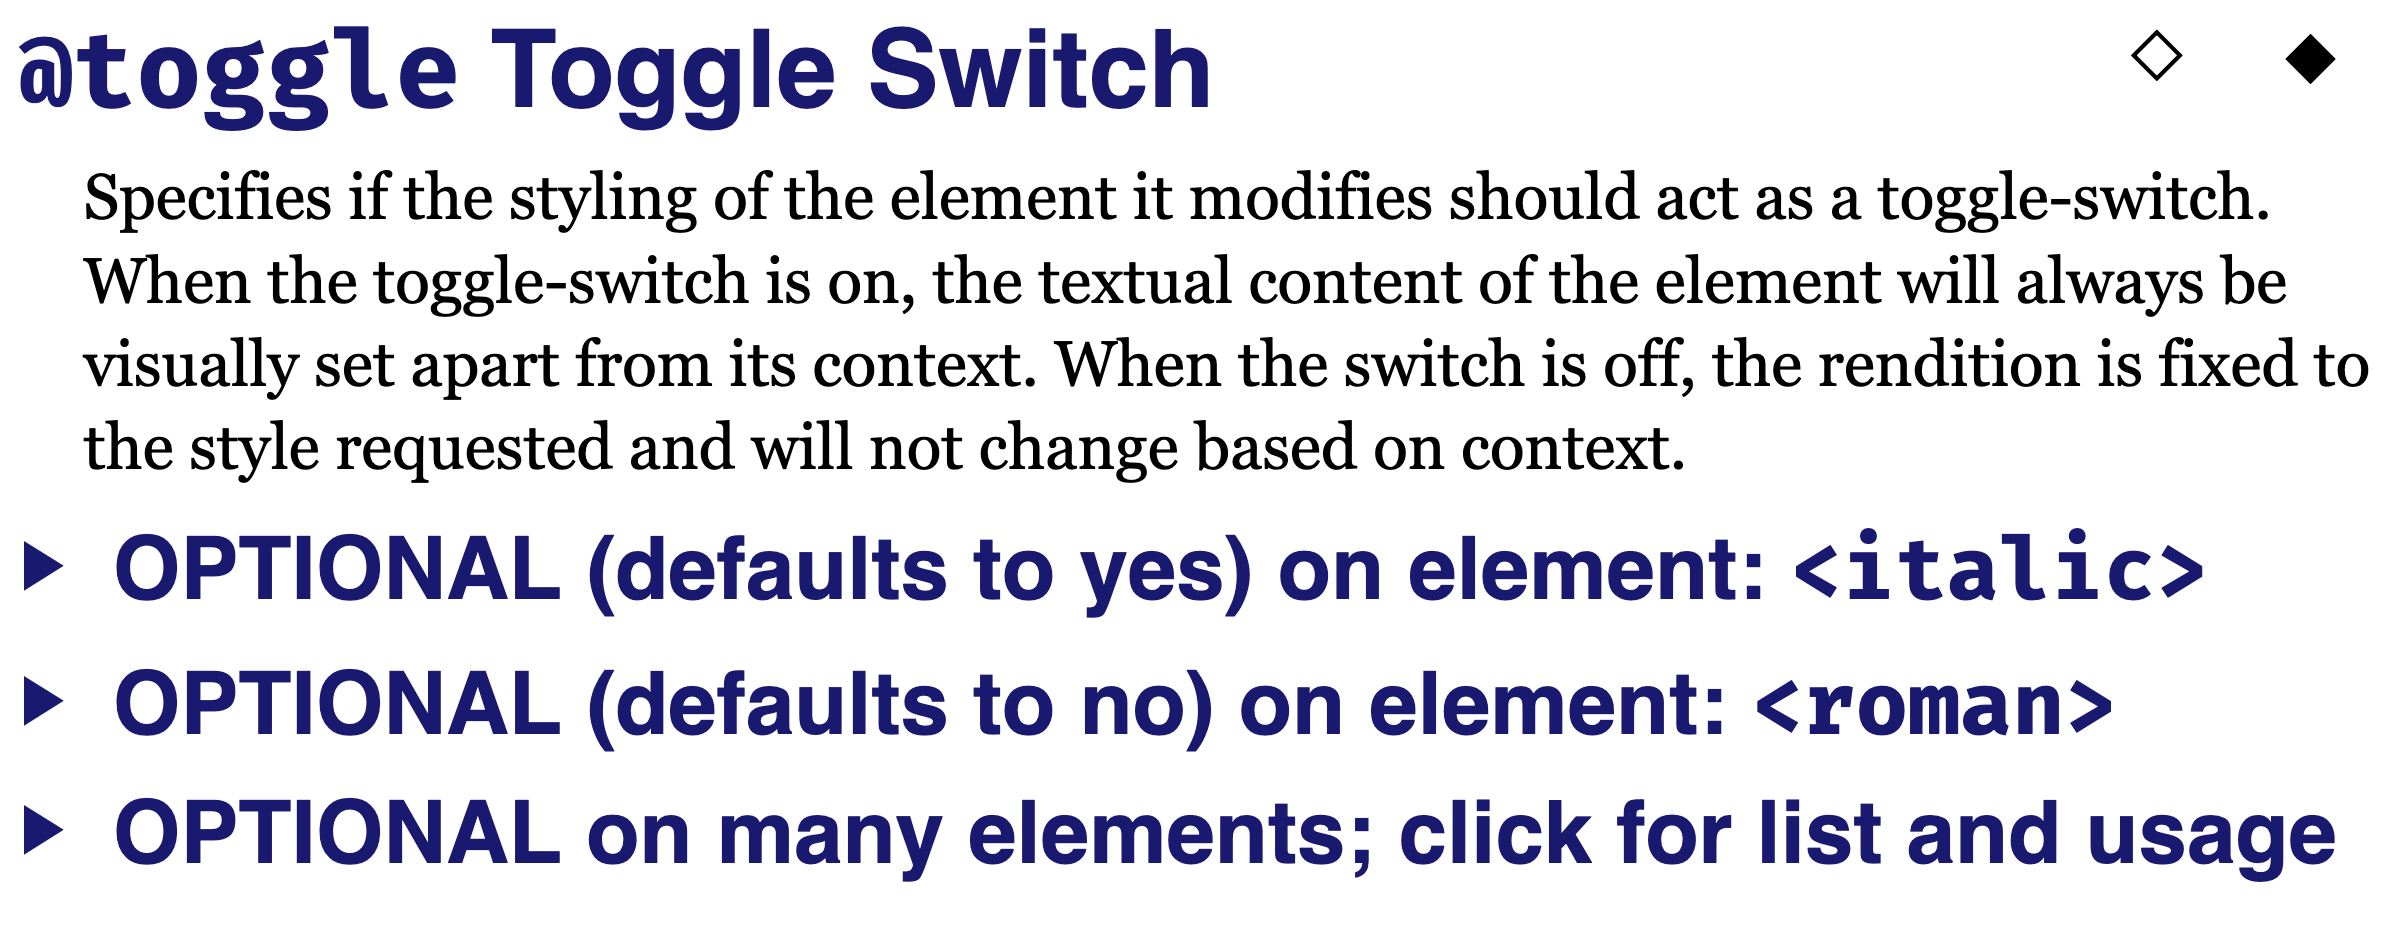 @toggle Toggle Switch ◇ ◆
Specifies if the styling of the element it modifies should act as a toggle-switch.
When the toggle-switch is on, the textual content of the element will always be
visually set apart from its context. When the switch is off, the rendition is fixed to
the style requested and will not change based on context.
▶ OPTIONAL (defaults to yes) on element: <italic>
▶ OPTIONAL (defaults to no) on element: <roman>
▶ OPTIONAL on many elements; click for list and usage